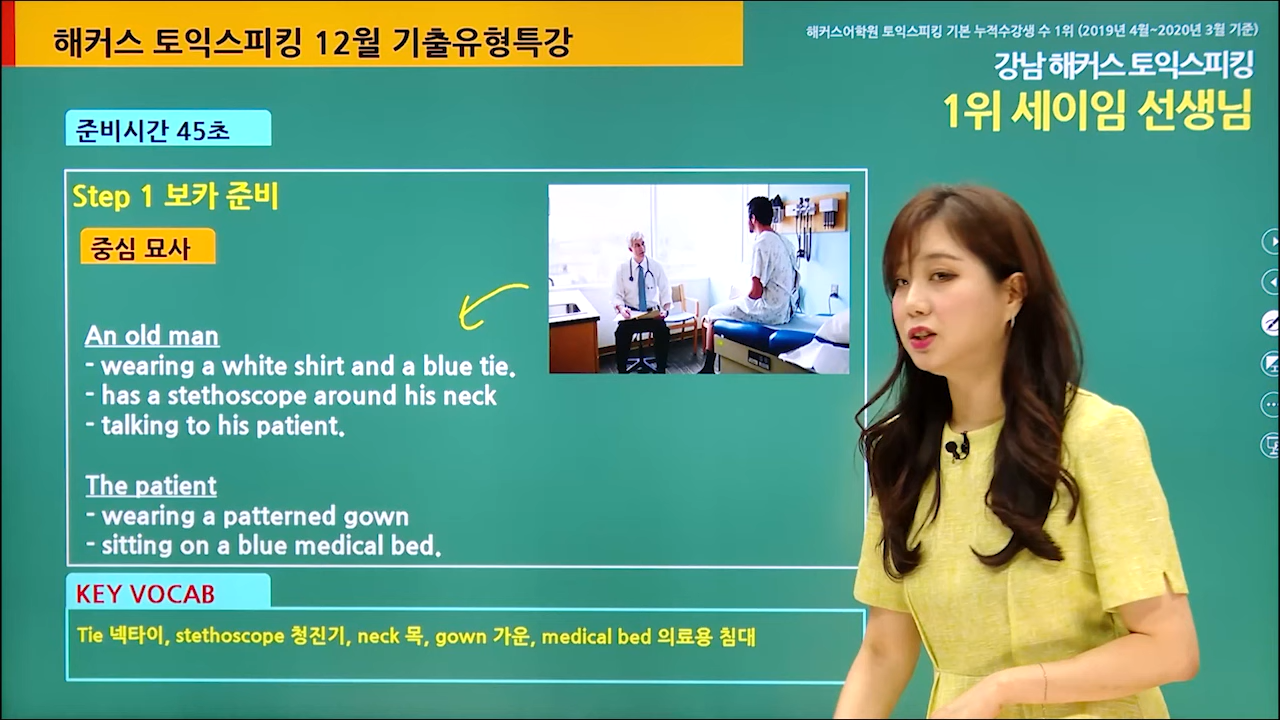 해커스 토익스피킹 12월 기출유형특강
해커스어학원 토익스피킹 기본 누적수강생 수 1위 (2019년 4월~2020년 3월 기준)
강남 해커스 토익스피킹
1위 세이임 선생님
준비시간 45초
Step 1 보카 준비
중심 묘사
An old man
- wearing a white shirt and a blue tie.
- has a stethoscope around his neck
- talking to his patient.
The patient
- wearing a patterned gown
- sitting on a blue medical bed.
KEY VOCAB
Tie 넥타이, stethoscope 청진기, neck 목, gown 가운, medical bed 의료용 침대